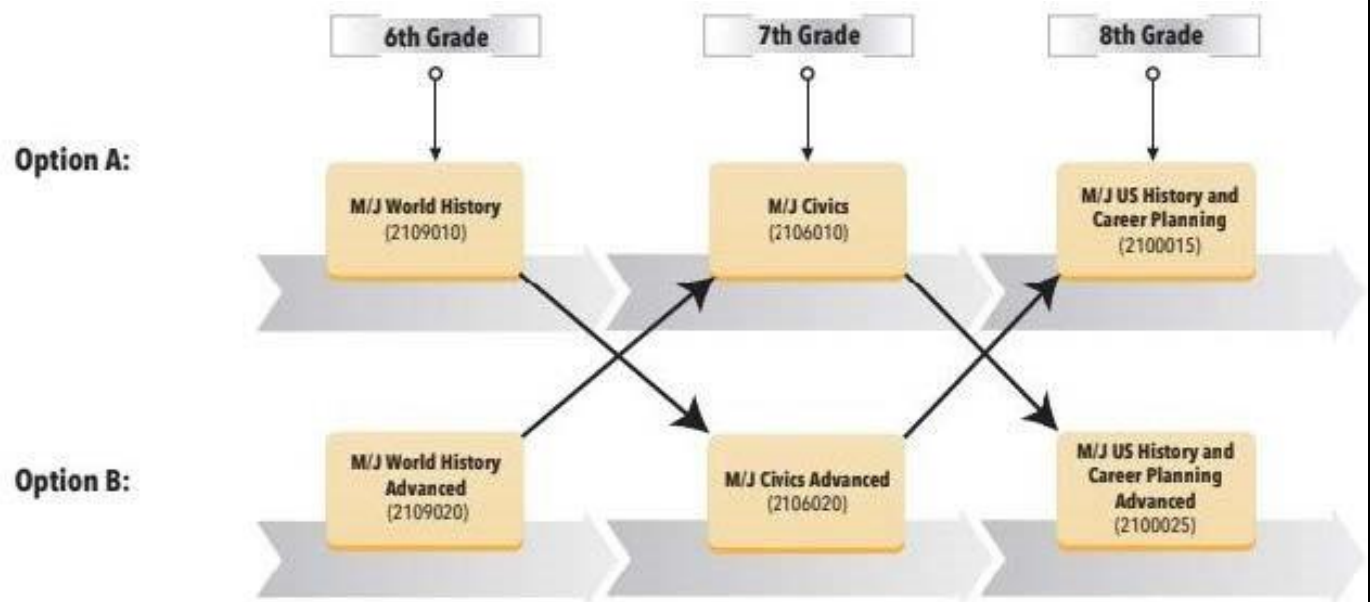 6th Grade
7th Grade
8th Grade
Option A:
M/J World History
(2109010)
M/J Civics
(2106010)
M/J US History and
Career Planning
(2100015)
Option B:
M/J World History
Advanced
(2109020)
M/J Civics Advanced
(2106020)
M/J US History and
Career Planning
Advanced
(2100025)